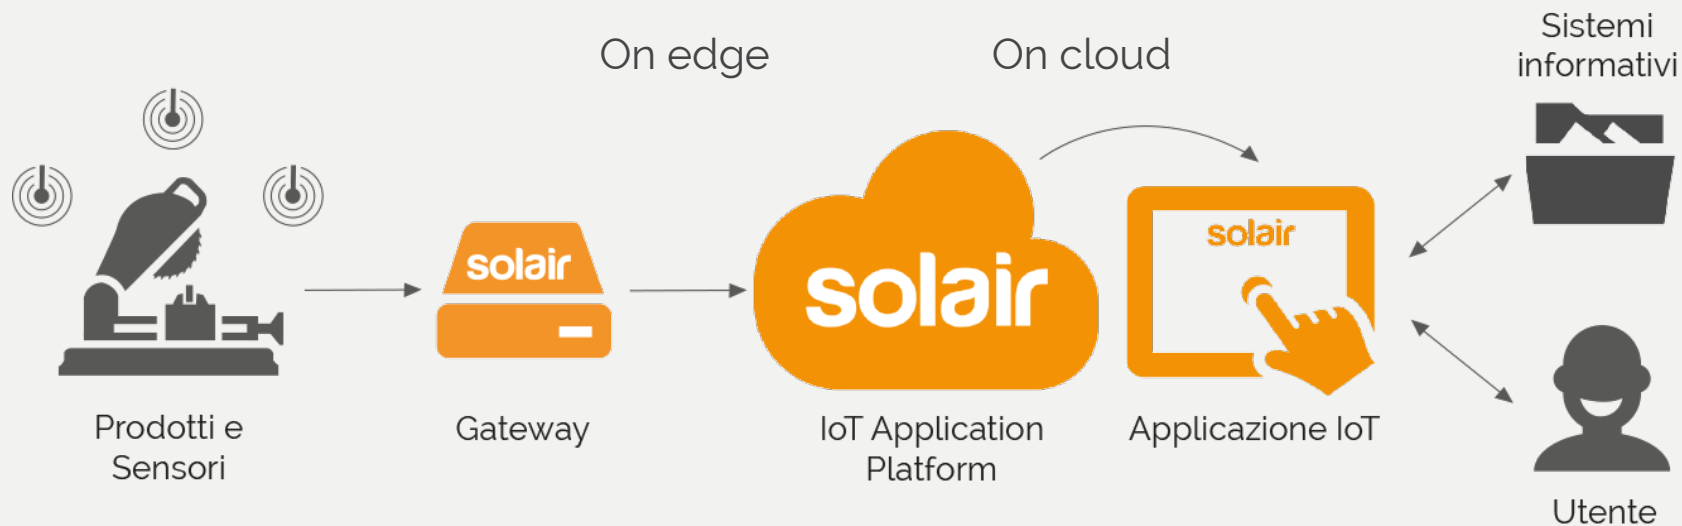 On edge
On cloud
Sistemi
informativi
solair
solair
solair
Prodotti e
Sensori
Gateway
IoT Application
Platform
Applicazione IoT
Utente